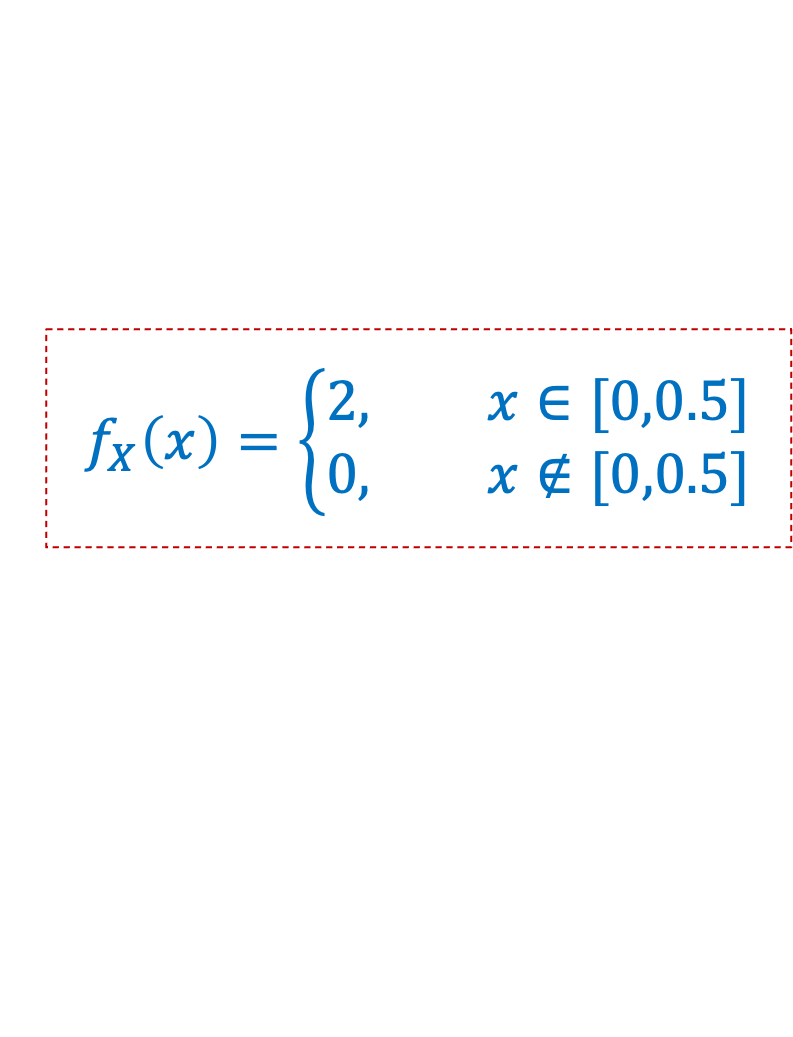 f_X(x) = {2, x ∈ [0,0.5]
0, x ∉ [0,0.5]